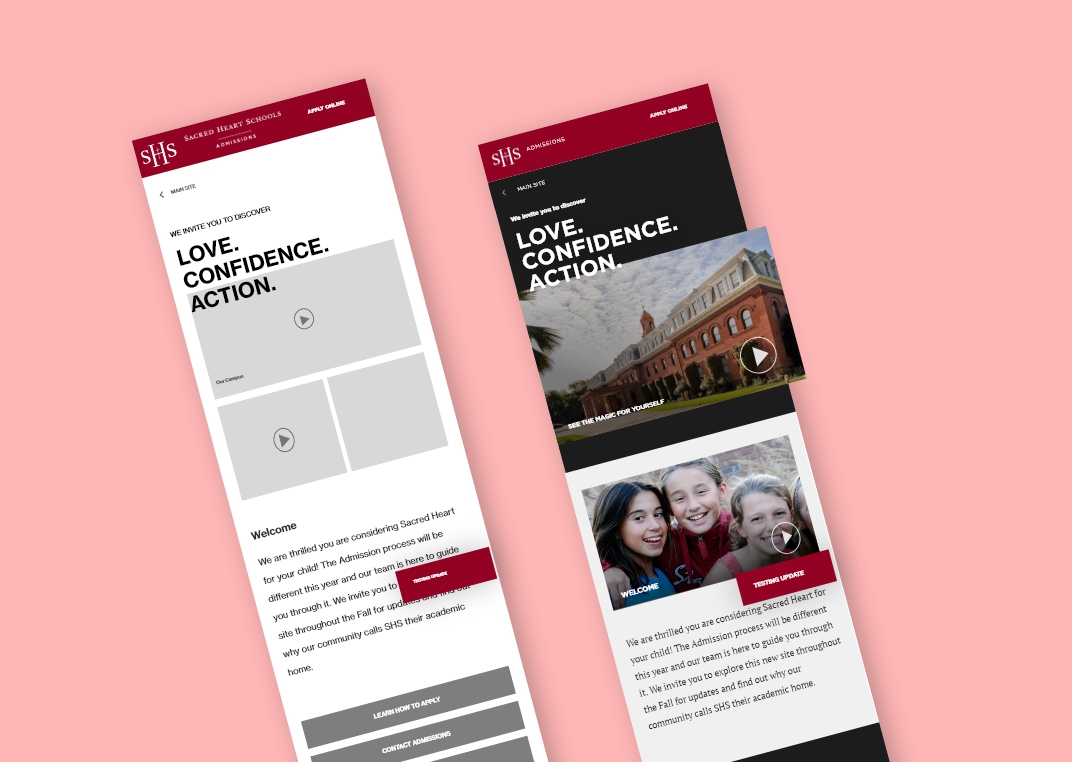 SHS
SACRED HEART SCHOOLS
ADMISSIONS
APPLY ONLINE
MAIN SITE
WE INVITE YOU TO DISCOVER
LOVE.
CONFIDENCE.
ACTION.
Our Campus
Welcome
We are thrilled you are considering Sacred Heart
for your child! The Admission process will be
different this year and our team is here to guide
you through it. We invite you to
site throughout the Fall for updates and find out
why our community calls SHS their academic
home.
TESTING UPDATE
LEARN HOW TO APPLY
CONTACT ADMISSIONS
SHS
ADMISSIONS
APPLY ONLINE
MAIN SITE
We invite you to discover
LOVE.
CONFIDENCE.
ACTION.
SEE THE MAGIC FOR YOURSELF
WELCOME
TESTING UPDATE
We are thrilled you are considering Sacred Heart for
your child! The Admission process will be different
this year and our team is here to guide you through
it. We invite you to explore this new site throughout
the Fall for updates and find out why our
community calls SHS their academic home.